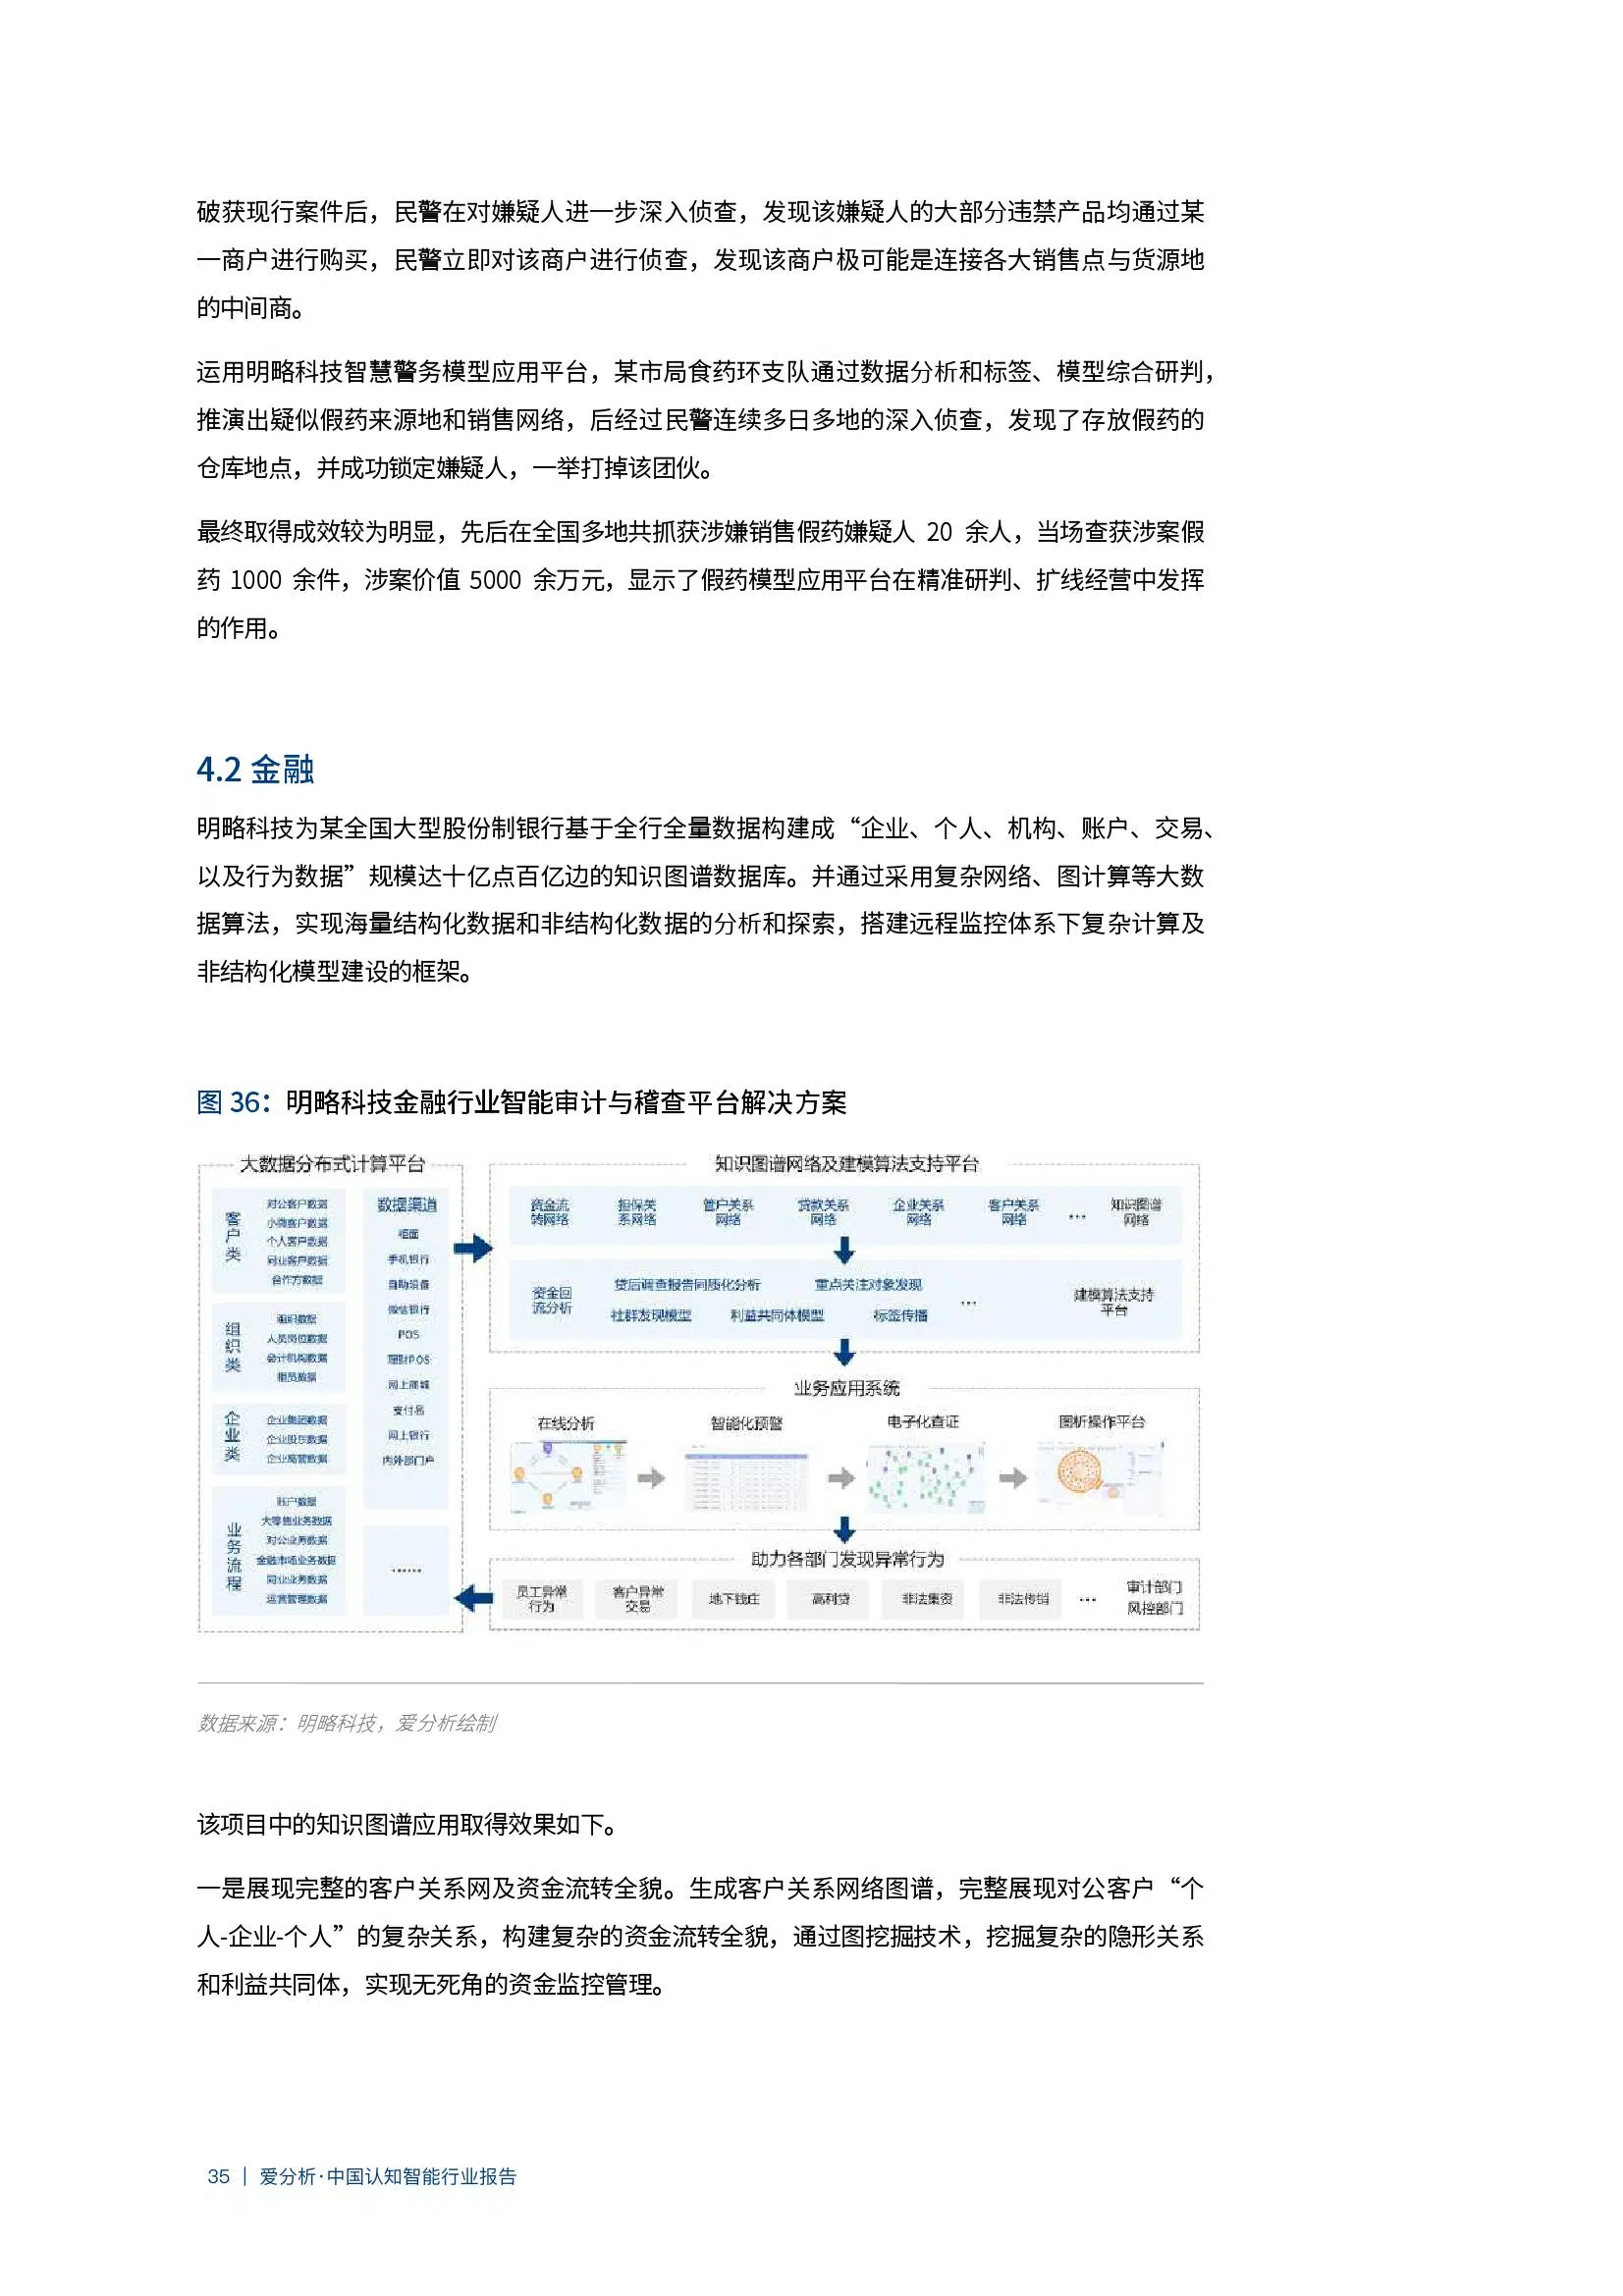 破获现行案件后，民警在对嫌疑人进一步深入侦查，发现该嫌疑人的大部分违禁产品均通过某
一商户进行购买，民警立即对该商户进行侦查，发现该商户极可能是连接各大销售点与货源地
的中间商。
运用明略科技智慧警务模型应用平台，某市局食药环支队通过数据分析和标签、模型综合研判，
推演出疑似假药来源地和销售网络，后经过民警连续多日多地的深入侦查，发现了存放假药的
仓库地点，并成功锁定嫌疑人，一举打掉该团伙。
最终取得成效较为明显，先后在全国多地共抓获涉嫌销售假药嫌疑人 20 余人，当场查获涉案假
药 1000 余件，涉案价值 5000 余万元，显示了假药模型应用平台在精准研判、扩线经营中发挥
的作用。
4.2 金融
明略科技为某全国大型股份制银行基于全行全量数据构建成“企业、个人、机构、账户、交易、
以及行为数据”规模达十亿点百亿边的知识图谱数据库。并通过采用复杂网络、图计算等大数
据算法，实现海量结构化数据和非结构化数据的分析和探索，搭建远程监控体系下复杂计算及
非结构化模型建设的框架。
图 36：明略科技金融行业智能审计与稽查平台解决方案
大数据分布式计算平台
客户类
对公客户数据
小微客户数据
个人客户数据
同业客户数据
合作方数据
组织类
组织数据
人员岗位数据
会计机构数据
柜员数据
企业类
企业集团数据
企业股东数据
企业高管数据
业务流程
账户数据
大零售业务数据
对公业务数据
金融市场业务数据
同业业务数据
运营管理数据
数据渠道
柜面
手机银行
自助设备
微信银行
POS
理财POS
网上商城
支付易
网上银行
内外部门户
......
知识图谱网络及建模算法支持平台
资金流
转网络
担保关
系网络
管户关系
网络
贷款关系
网络
企业关系
网络
客户关系
网络
...
知识图谱
网络
资金回
流分析
贷后调查报告同质化分析
重点关注对象发现
社群发现模型
利益共同体模型
标签传播
...
建模算法支持
平台
业务应用系统
在线分析
智能化预警
电子化查证
图析操作平台
助力各部门发现异常行为
员工异常
行为
客户异常
交易
地下钱庄
高利贷
非法集资
非法传销
...
审计部门
风控部门
数据来源：明略科技，爱分析绘制
该项目中的知识图谱应用取得效果如下。
一是展现完整的客户关系网及资金流转全貌。生成客户关系网络图谱，完整展现对公客户“个
人-企业-个人”的复杂关系，构建复杂的资金流转全貌，通过图挖掘技术，挖掘复杂的隐形关系
和利益共同体，实现无死角的资金监控管理。
35 | 爱分析·中国认知智能行业报告